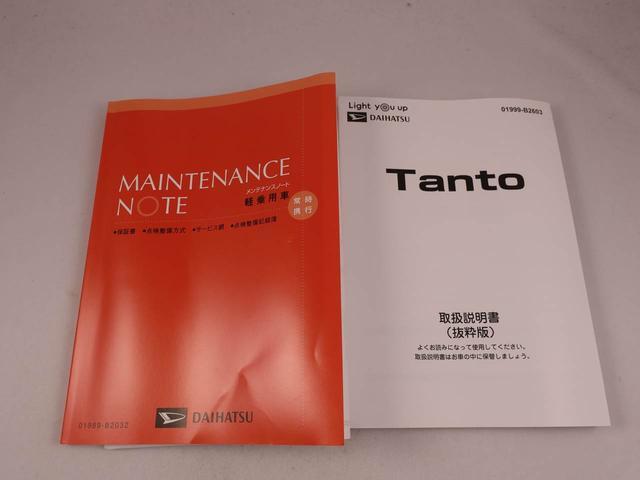 MAINTENANCE
NOTE
メンテナンスノート
軽乗用車
常時
携行
●保証書 ●点検整備方式 ●サービス網 ●点検整備記録簿
01989-B2032
DAIHATSU
Light you up
DAIHATSU
01999-B2603
Tanto
取扱説明書
(抜粋版)
よくお読みになって使用してください。
取扱説明書はお車の中に保管しましょう。